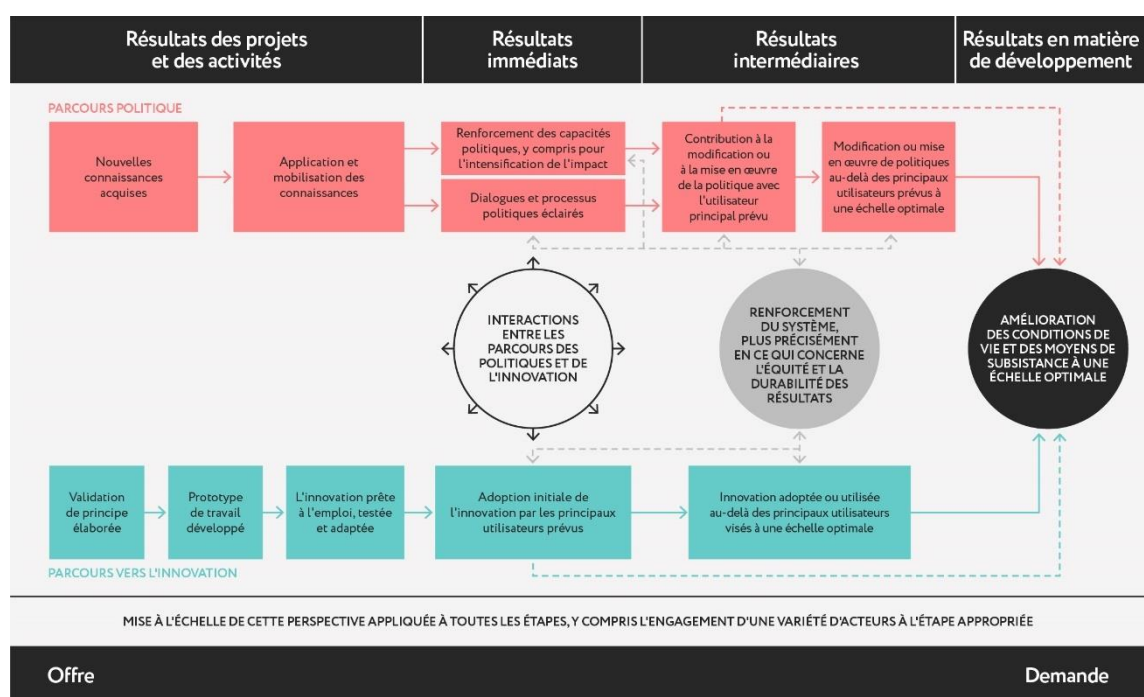 Résultats des projets
et des activités
Résultats
immédiats
Résultats
intermédiaires
Résultats en matière
de développement
PARCOURS POLITIQUE
Nouvelles
connaissances
acquises
Application et
mobilisation des
connaissances
Renforcement des capacités
politiques, y compris pour
l'intensification de l'impact
Dialogues et processus
politiques éclairés
Contribution à la
modification ou
à la mise en œuvre
de la politique avec
l'utilisateur
principal prévu
Modification ou mise
en œuvre de politiques
au-delà des principaux
utilisateurs prévus à
une échelle optimale
INTERACTIONS
ENTRE LES
PARCOURS DES
POLITIQUES ET DE
L'INNOVATION
RENFORCEMENT
DU SYSTÈME,
PLUS PRÉCISÉMENT
EN CE QUI CONCERNE
L'ÉQUITÉ ET LA
DURABILITÉ DES
RÉSULTATS
AMÉLIORATION
DES CONDITIONS DE
VIE ET DES MOYENS DE
SUBSISTANCE À UNE
ÉCHELLE OPTIMALE
Validation
de principe
élaborée
Prototype
de travail
développé
L'innovation prête
à l'emploi, testée
et adaptée
Adoption initiale de
l'innovation par les principaux
utilisateurs prévus
Innovation adoptée ou utilisée
au-delà des principaux utilisateurs
visés à une échelle optimale
PARCOURS VERS L'INNOVATION
MISE À L'ÉCHELLE DE CETTE PERSPECTIVE APPLIQUÉE À TOUTES LES ÉTAPES, Y COMPRIS L'ENGAGEMENT D'UNE VARIÉTÉ D'ACTEURS À L'ÉTAPE APPROPRIÉE
Offre
Demande